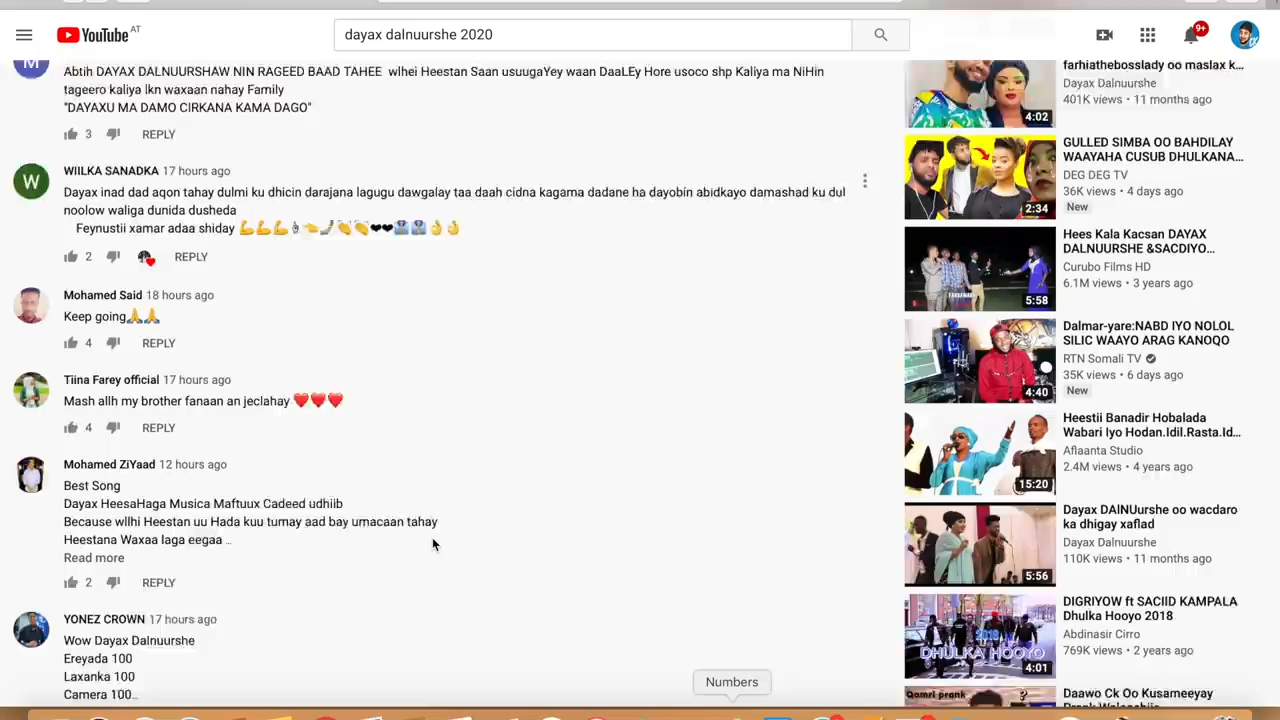 YouTube AT
dayax dalnuurshe 2020
9+
M
Abtih DAYAX DALNUURSHAW NIN RAGEED BAAD TAHEE wlhei Heestan Saan usuugaYey waan DaaLEy Hore usoco shp Kaliya ma NiHin
tageero kaliya lkn waxaan nahay Family
"DAYAXU MA DAMO CIRKANA KAMA DAGO"
3 REPLY
W
WIILKA SANADKA 17 hours ago
Dayax inad dad aqon tahay dulmi ku dhicin darajana lagugu dawgalay taa daah cidna kagama dadane ha dayobin abidkayo damashad ku dul
noolow waliga dunida dusheda
Feynustii xamar adaa shiday 💪💪💪☝👈🦼👏👏❤❤🥼🥼👌👌
2 REPLY
Mohamed Said 18 hours ago
Keep going🙏🙏
4 REPLY
Tiina Farey official 17 hours ago
Mash allh my brother fanaan an jeclahay ❤️❤️❤️
4 REPLY
Mohamed ZiYaad 12 hours ago
Best Song
Dayax HeesaHaga Musica Maftuux Cadeed udhiib
Because wllhi Heestan uu Hada kuu tumay aad bay umacaan tahay
Heestana Waxaa laga eegaa ..
Read more
2 REPLY
YONEZ CROWN 17 hours ago
Wow Dayax Dalnuurshe
Ereyada 100
Laxanka 100
Camera 100..
Numbers
farhiathebosslady oo maslax k...
Dayax Dalnuurshe
401K views • 11 months ago
4:02
GULLED SIMBA OO BAHDILAY
WAAYAHA CUSUB DHULKANA...
DEG DEG TV
36K views • 4 days ago
New
2:34
Hees Kala Kacsan DAYAX
DALNUURSHE &SACDIYO...
Curubo Films HD
6.1M views • 3 years ago
5:58
Dalmar-yare:NABD IYO NOLOL
SILIC WAAYO ARAG KANOQO
RTN Somali TV
35K views • 6 days ago
New
4:40
Heestii Banadir Hobalada
Wabari Iyo Hodan.Idil.Rasta.Id...
Aflaanta Studio
2.4M views • 4 years ago
15:20
Dayax DAlNUurshe oo wacdaro
ka dhigay xaflad
Dayax Dalnuurshe
110K views • 11 months ago
5:56
DIGRIYOW ft SACIID KAMPALA
Dhulka Hooyo 2018
Abdinasir Cirro
769K views • 2 years ago
2018
DHULKA HOOYO
4:01
Daawo Ck Oo Kusameeyay
Qamri prank
?